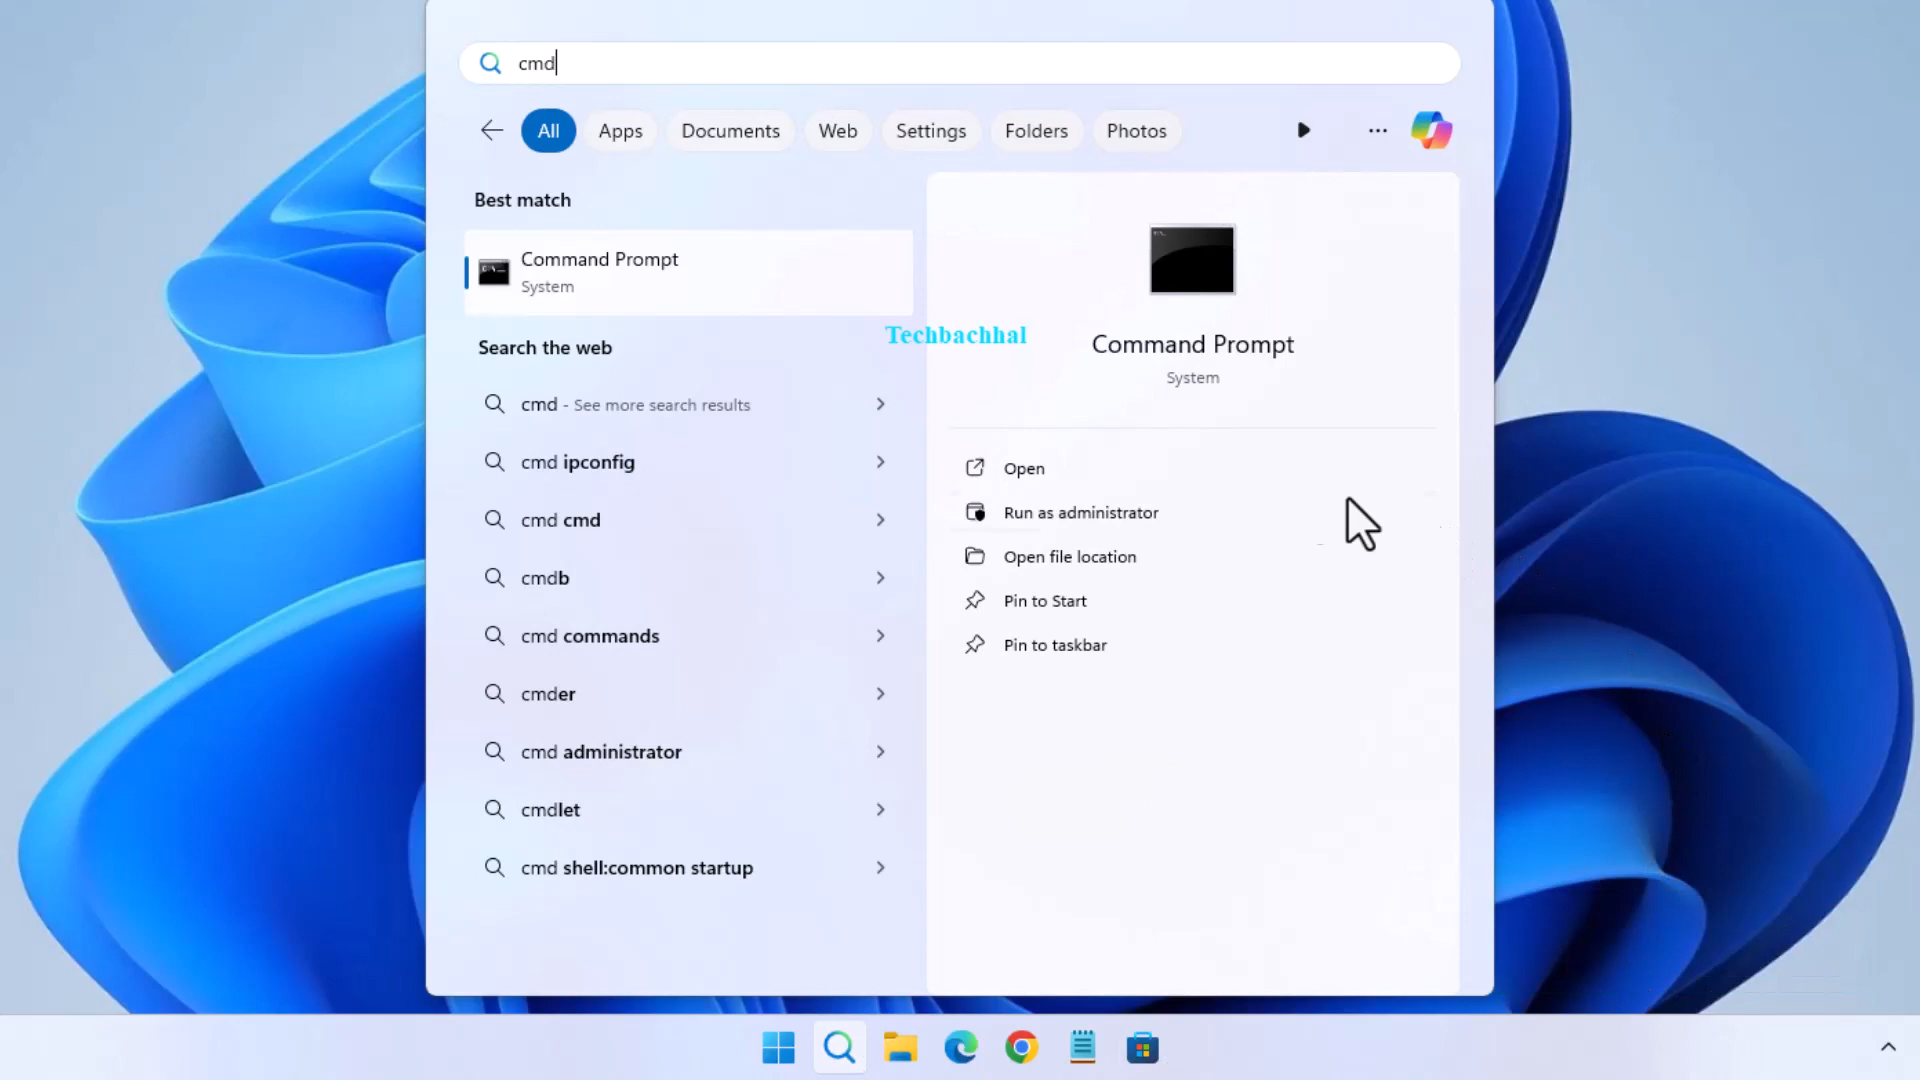 cmd
All Apps Documents Web Settings Folders Photos
Best match
Command Prompt
System
Search the web
cmd - See more search results
cmd ipconfig
cmd cmd
cmdb
cmd commands
cmder
cmd administrator
cmdlet
cmd shell:common startup
Techbachhal
Command Prompt
System
Open
Run as administrator
Open file location
Pin to Start
Pin to taskbar